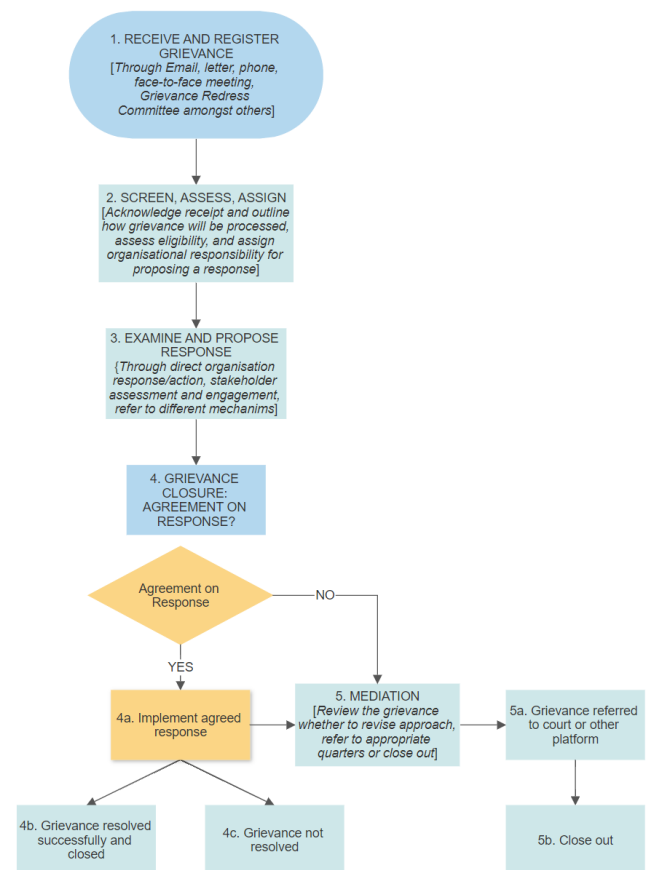 1. RECEIVE AND REGISTER
GRIEVANCE
[Through Email, letter, phone,
face-to-face meeting,
Grievance Redress
Committee amongst others]
2. SCREEN, ASSESS, ASSIGN
[Acknowledge receipt and outline
how grievance will be processed,
assess eligibility, and assign
organisational responsibility for
proposing a response]
3. EXAMINE AND PROPOSE
RESPONSE
{Through direct organisation
response/action, stakeholder
assessment and engagement,
refer to different mechanims]
4. GRIEVANCE
CLOSURE:
AGREEMENT ON
RESPONSE?
Agreement on
Response
NO
YES
4a. Implement agreed
response
5. MEDIATION
[Review the grievance
whether to revise approach,
refer to appropriate
quarters or close out]
5a. Grievance referred
to court or other
platform
4b. Grievance resolved
successfully and
closed
4c. Grievance not
resolved
5b. Close out